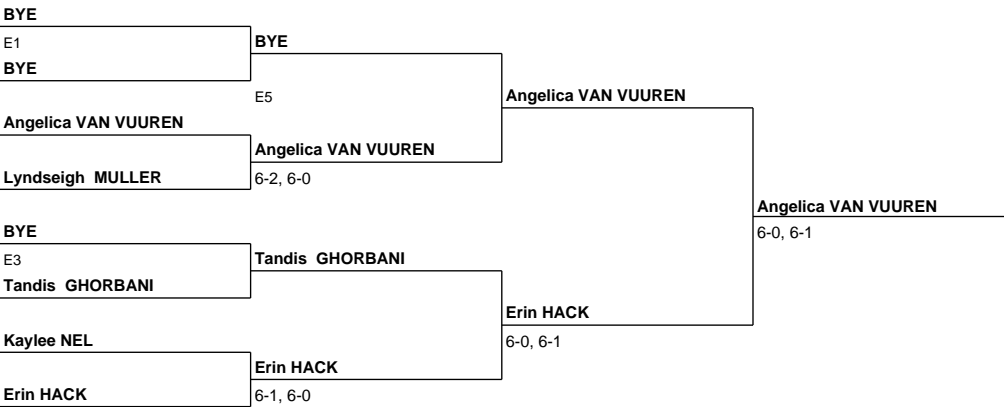 BYE
E1
BYE
BYE
E5
Angelica VAN VUUREN
Angelica VAN VUUREN
Angelica VAN VUUREN
Lyndseigh MULLER
6-2, 6-0
Angelica VAN VUUREN
6-0, 6-1
BYE
E3
Tandis GHORBANI
Tandis GHORBANI
Erin HACK
6-0, 6-1
Kaylee NEL
Erin HACK
Erin HACK
6-1, 6-0